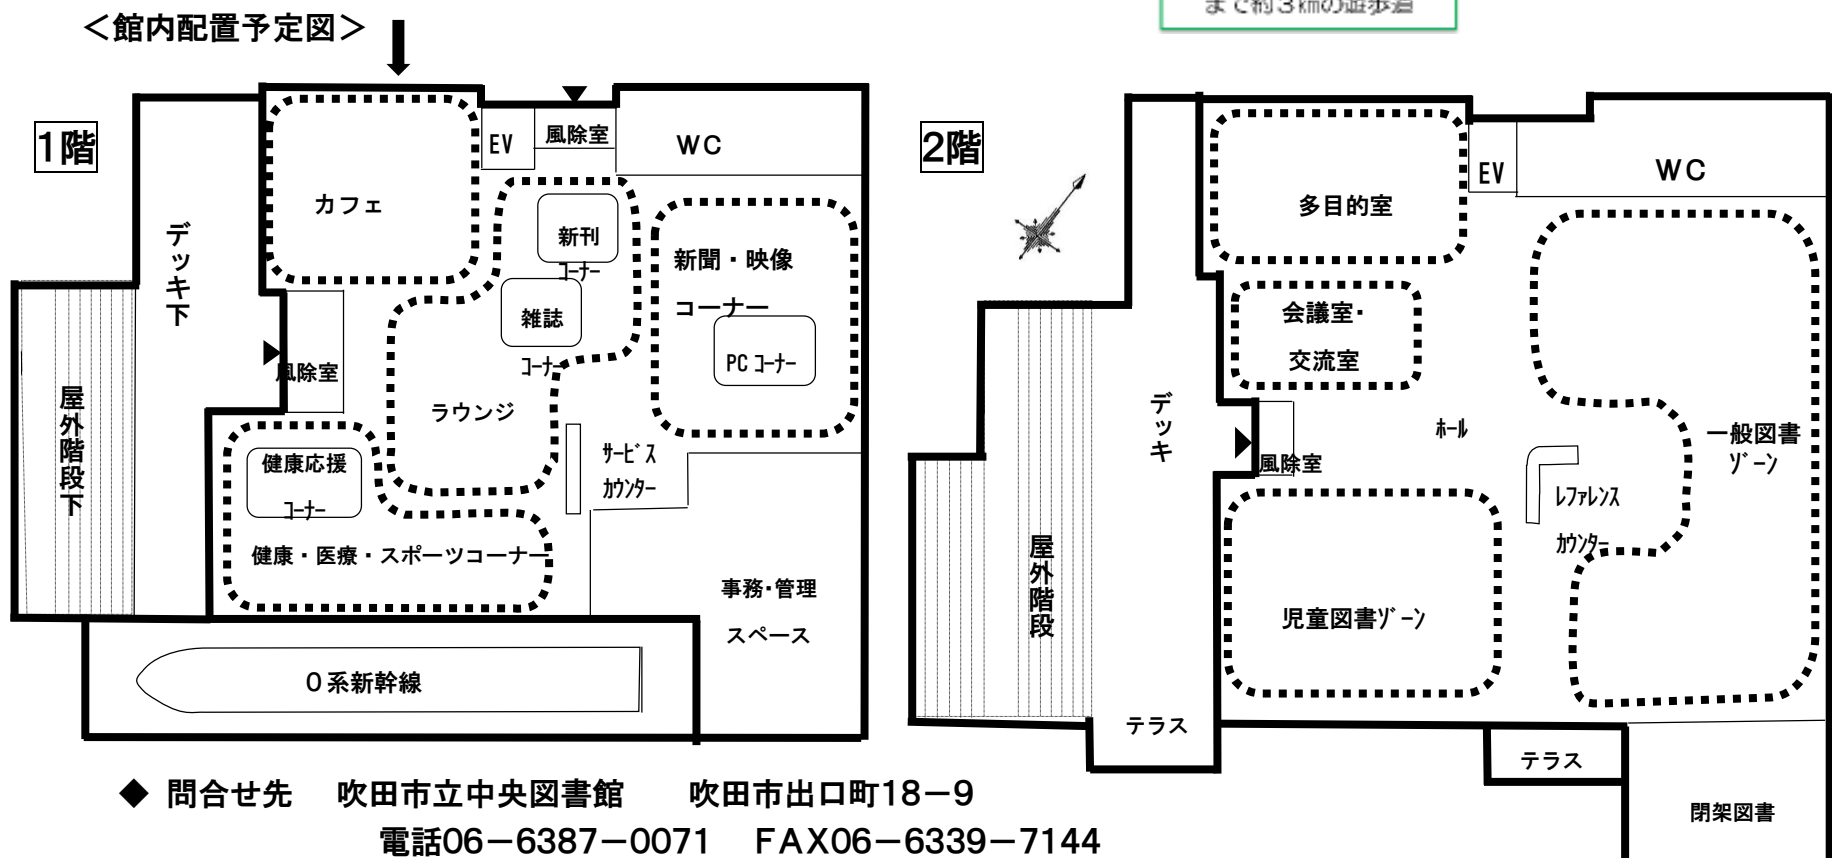 まで約3㎞の遊歩道
＜館内配置予定図＞
1階
EV
風除室
WC
カフェ
デッキ下
新刊
コーナー
新聞・映像
コーナー
雑誌
コーナー
PC コーナー
風除室
ラウンジ
屋外階段下
健康応援
コーナー
サービス
カウンター
健康・医療・スポーツコーナー
事務・管理
スペース
０系新幹線
2階
EV
WC
多目的室
会議室・
交流室
デッキ
ホール
一般図書
ゾーン
風除室
レファレンス
カウンター
屋外階段
児童図書ゾーン
テラス
テラス
閉架図書
◆ 問合せ先 吹田市立中央図書館 吹田市出口町18－9
電話06－6387－0071 FAX06－6339－7144